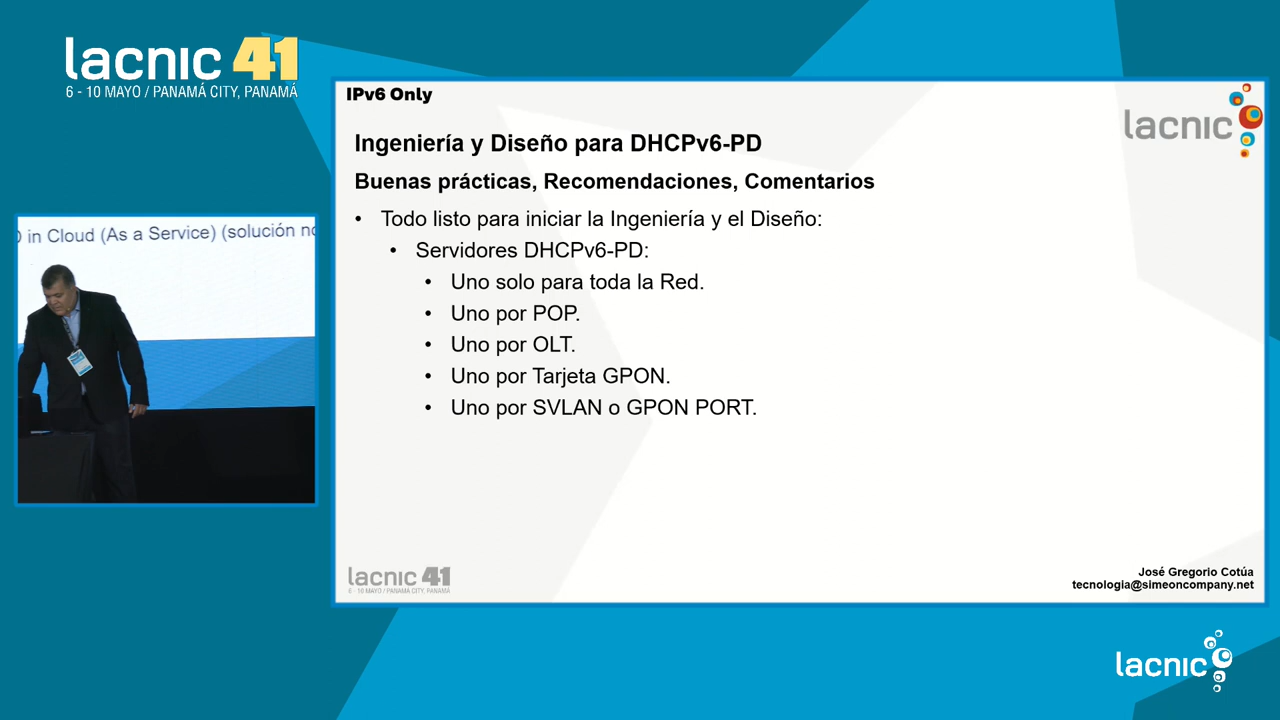 lacnic 41
6 - 10 MAYO / PANAMÁ CITY, PANAMÁ
IPv6 Only
lacnic
Ingeniería y Diseño para DHCPv6-PD
Buenas prácticas, Recomendaciones, Comentarios
• Todo listo para iniciar la Ingeniería y el Diseño:
• Servidores DHCPv6-PD:
• Uno solo para toda la Red.
• Uno por POP.
• Uno por OLT.
• Uno por Tarjeta GPON.
• Uno por SVLAN o GPON PORT.
in Cloud (As a Service) (solución
lacnic 41
6 - 10 MAYO / PANAMÁ CITY, PANAMÁ
José Gregorio Cotúa
tecnologia@simeoncompany.net
lacnic